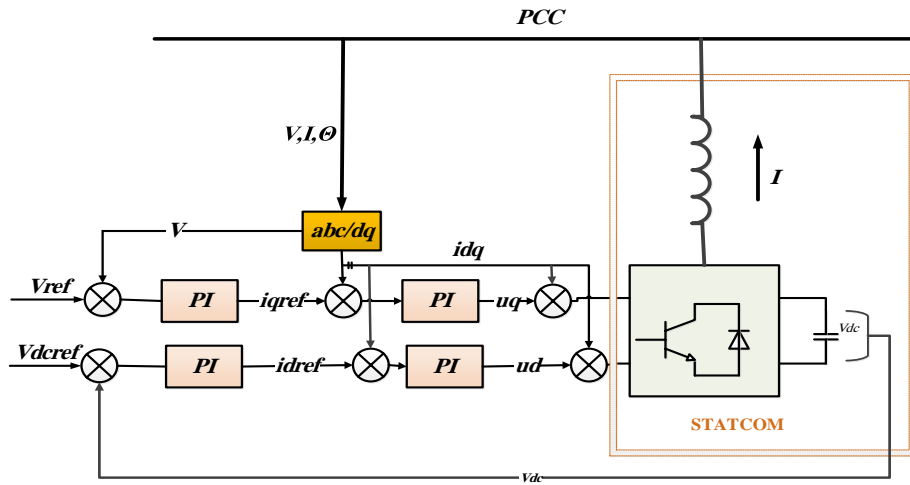 PCC
V,I,Θ
I
abc/dq
V
idq
Vref
PI
iqref
PI
uq
Vdc
Vdcref
PI
idref
PI
ud
STATCOM
Vdc